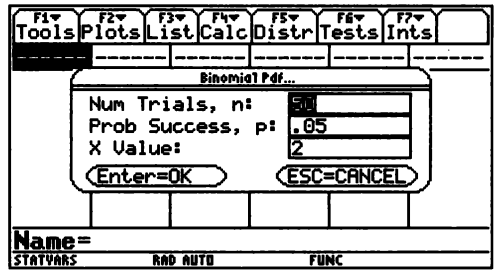 F1▾ F2▾ F3▾ F4▾ F5▾ F6▾ F7▾
Tools Plots List Calc Distr Tests Ints
Binomial Pdf...
Num Trials, n: 50
Prob Success, p: .05
X Value: 2
Enter=OK ESC=CANCEL
Name=
STATVARS RAD AUTO FUNC